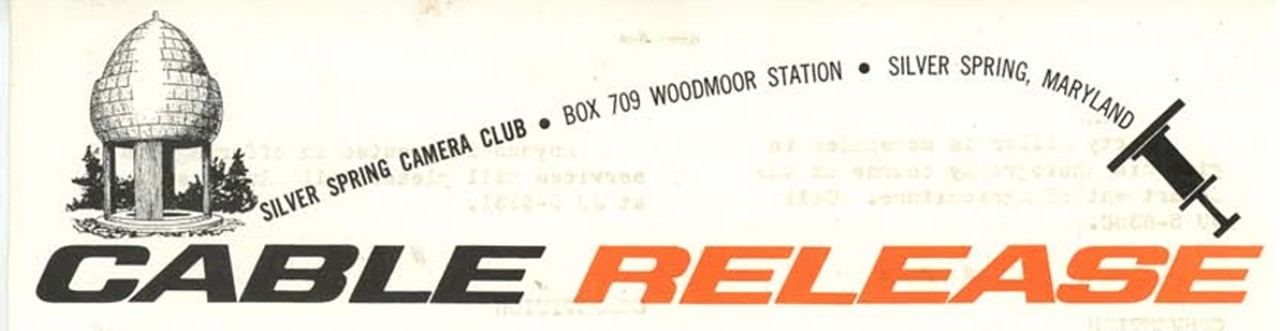 SILVER SPRING CAMERA CLUB • BOX 709 WOODMOOR STATION • SILVER SPRING, MARYLAND
CABLE RELEASE